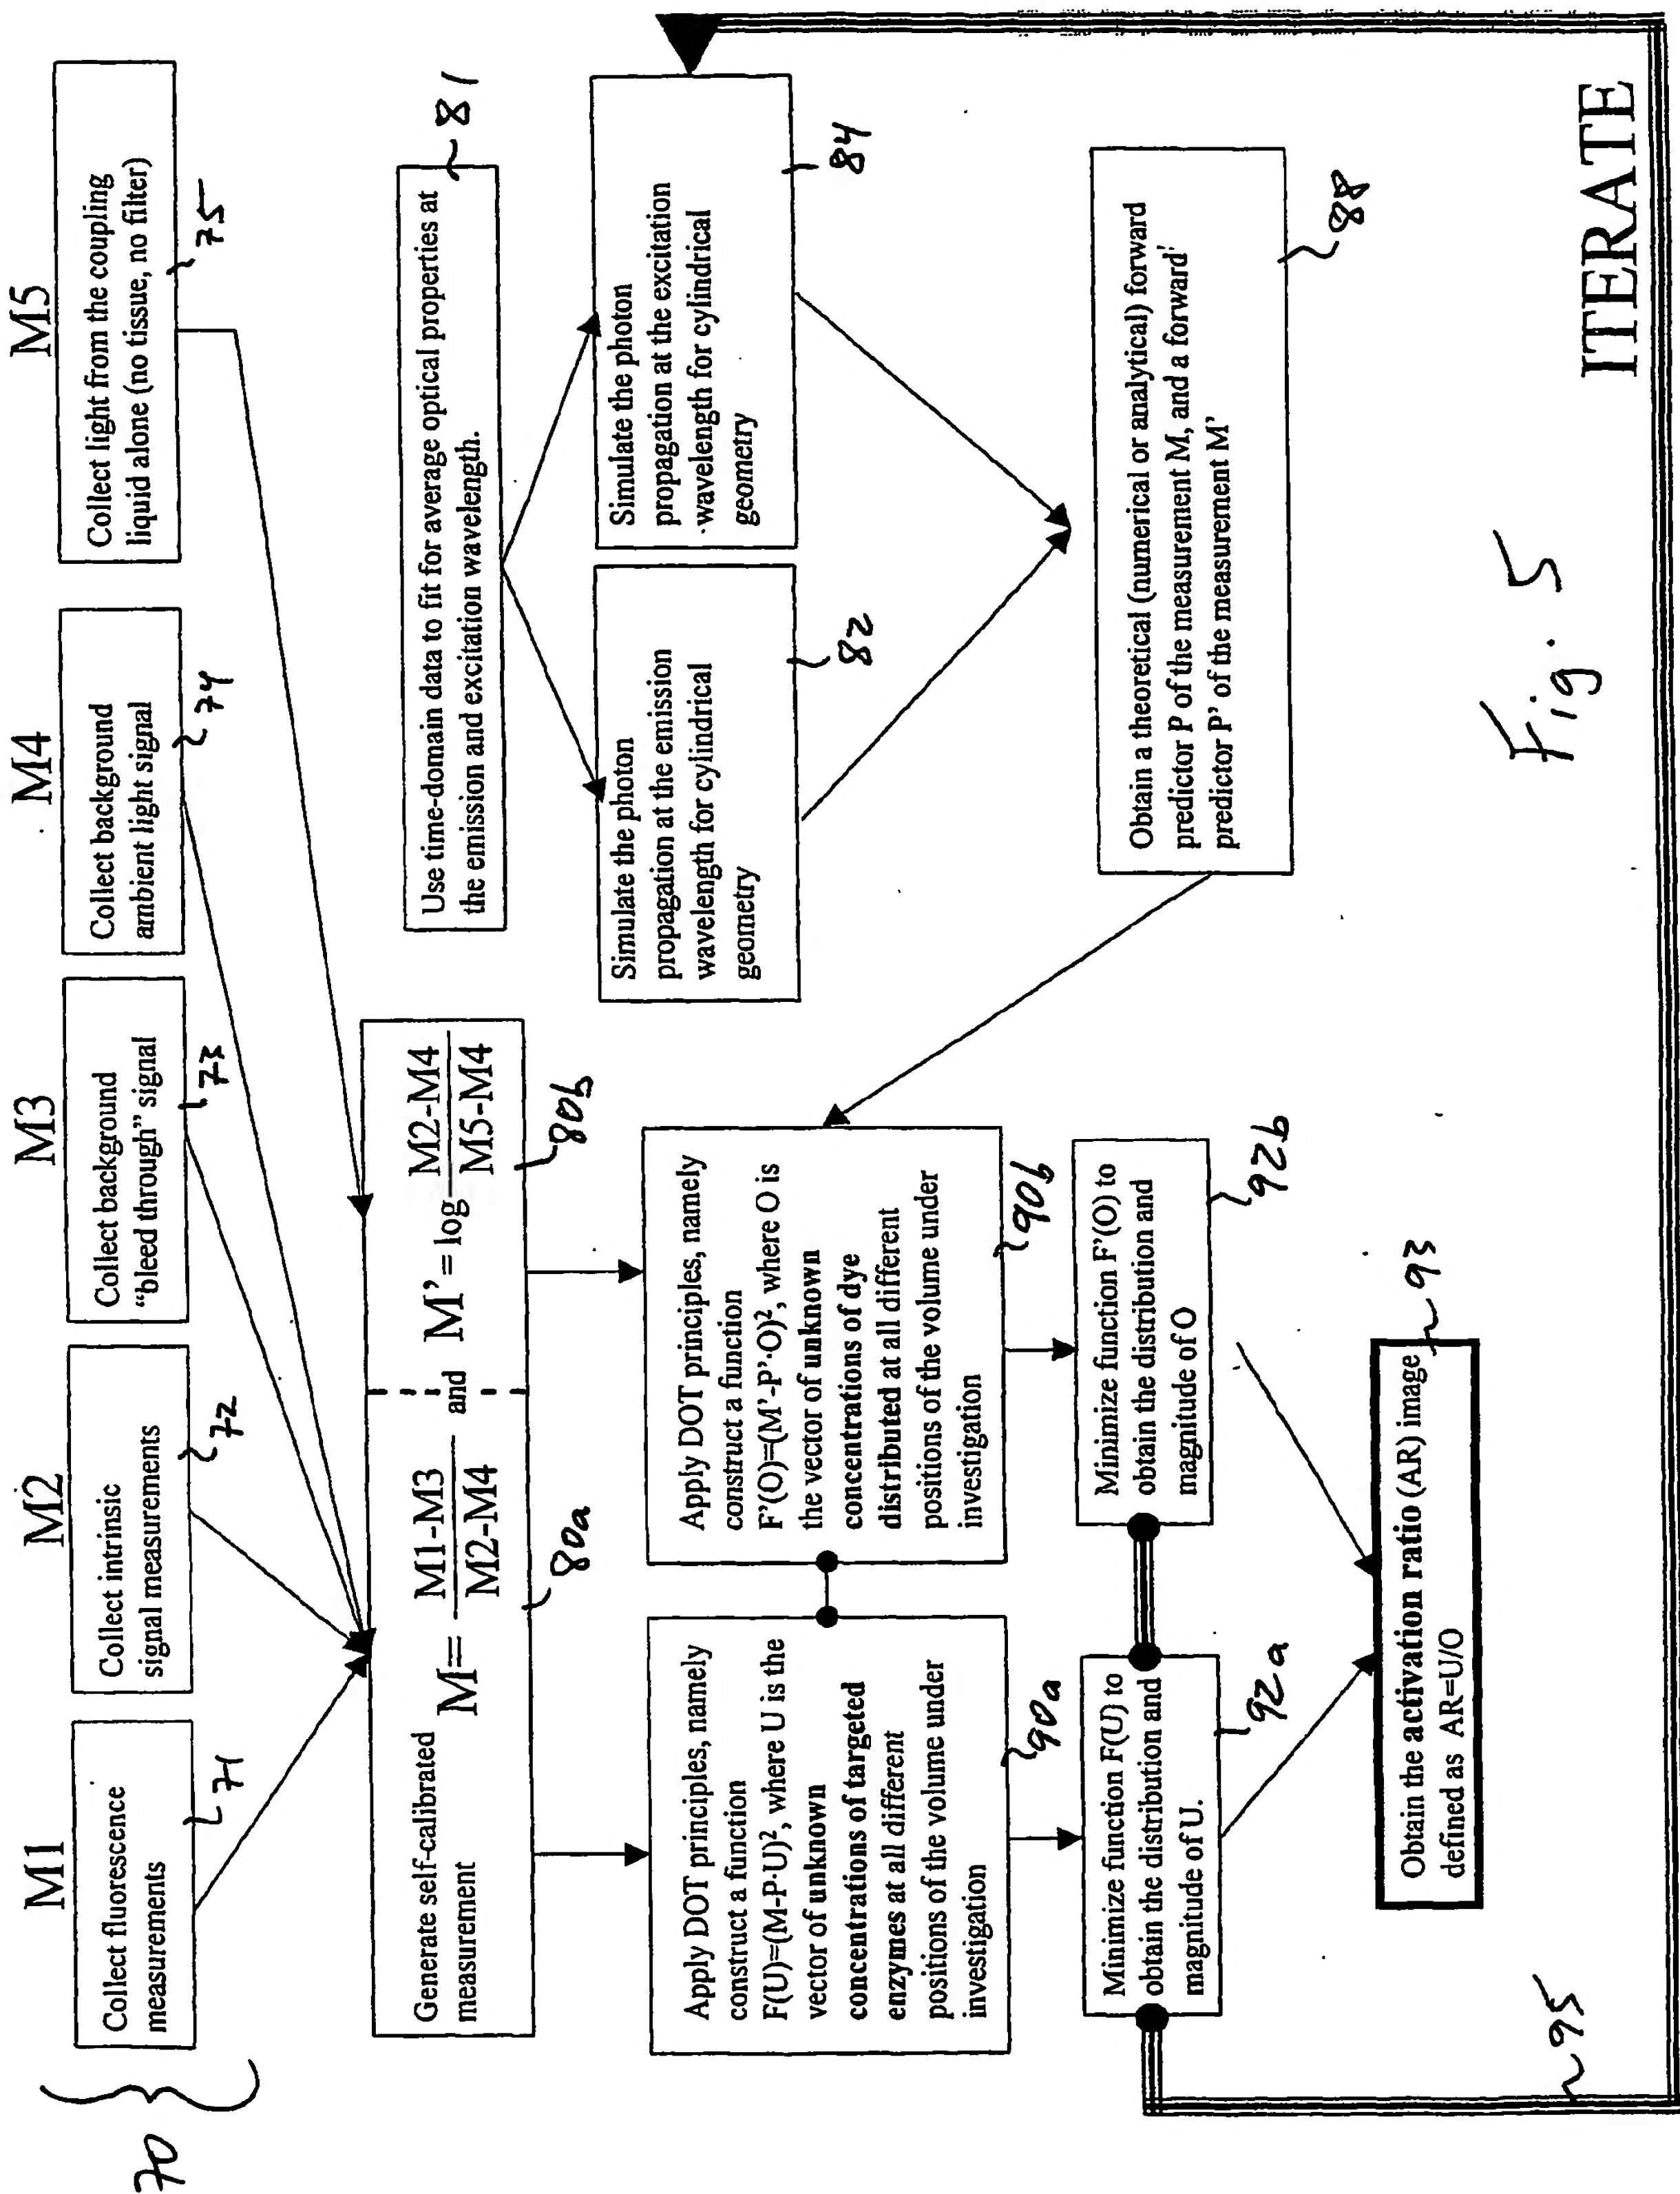 70
M1
Collect fluorescence
measurements
71
M2
Collect intrinsic
signal measurements
72
M3
Collect background
“bleed through” signal
73
M4
Collect background
ambient light signal
74
M5
Collect light from the coupling
liquid alone (no tissue, no filter)
75
Generate self-calibrated
measurement
M=
M1-M3
M2-M4
80a
and
M’ = log
M2-M4
M5-M4
80b
Use time-domain data to fit for average optical properties at
the emission and excitation wavelength.
81
Simulate the photon
propagation at the emission
wavelength for cylindrical
geometry
82
Simulate the photon
propagation at the excitation
wavelength for cylindrical
geometry
84
Apply DOT principles, namely
construct a function
F(U)=(M-P·U)², where U is the
vector of unknown
concentrations of targeted
enzymes at all different
positions of the volume under
investigation
90a
Apply DOT principles, namely
construct a function
F’(O)=(M’-P’·O)², where O is
the vector of unknown
concentrations of dye
distributed at all different
positions of the volume under
investigation
90b
Obtain a theoretical (numerical or analytical) forward
predictor P of the measurement M, and a forward
predictor P’ of the measurement M’
88
Minimize function F(U) to
obtain the distribution and
magnitude of U.
92a
Minimize function F’(O) to
obtain the distribution and
magnitude of O
92b
Obtain the activation ratio (AR) image
defined as AR=U/O
93
95
Fig. 5
ITERATE